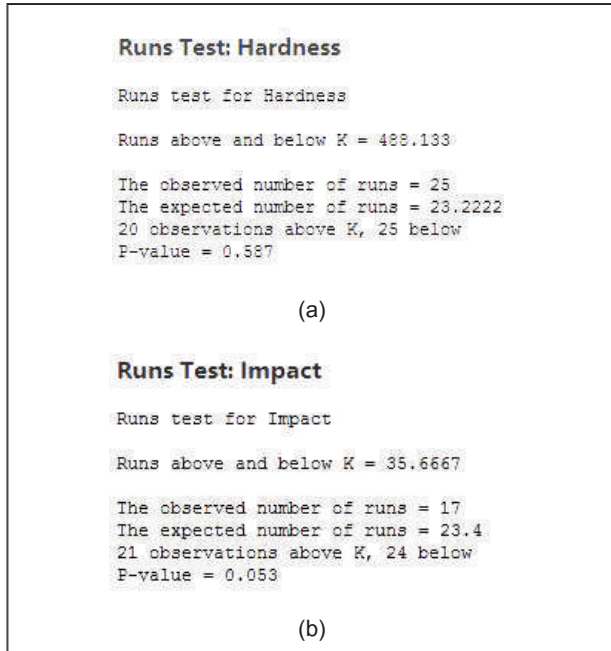 Runs Test: Hardness
Runs test for Hardness
Runs above and below K = 488.133
The observed number of runs = 25
The expected number of runs = 23.2222
20 observations above K, 25 below
P-value = 0.587
(a)
Runs Test: Impact
Runs test for Impact
Runs above and below K = 35.6667
The observed number of runs = 17
The expected number of runs = 23.4
21 observations above K, 24 below
P-value = 0.053
(b)